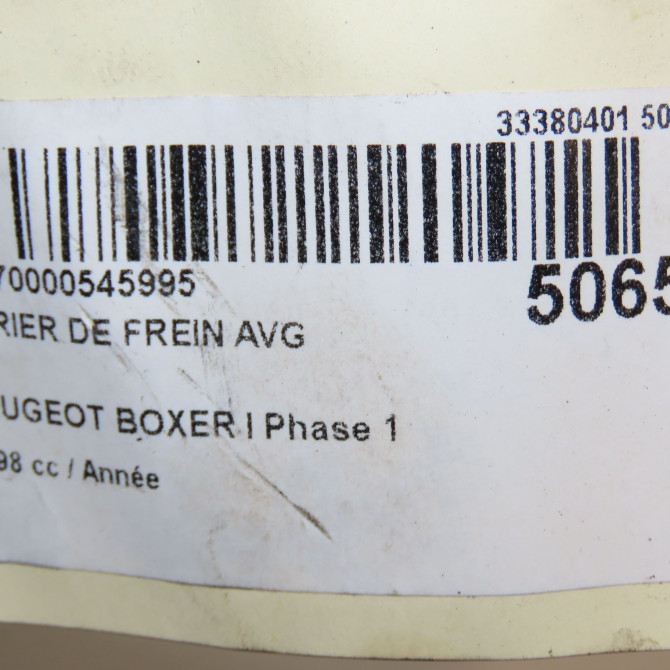 33380401 50
70000545995
5065
RIER DE FREIN AVG
UGEOT BOXER I Phase 1
98 cc / Année